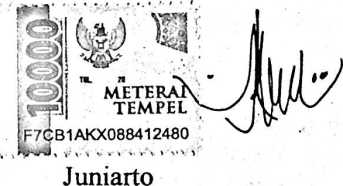 10000
TGL. 20
METERAI
TEMPEL
F7CB1AKX088412480
Juniarto